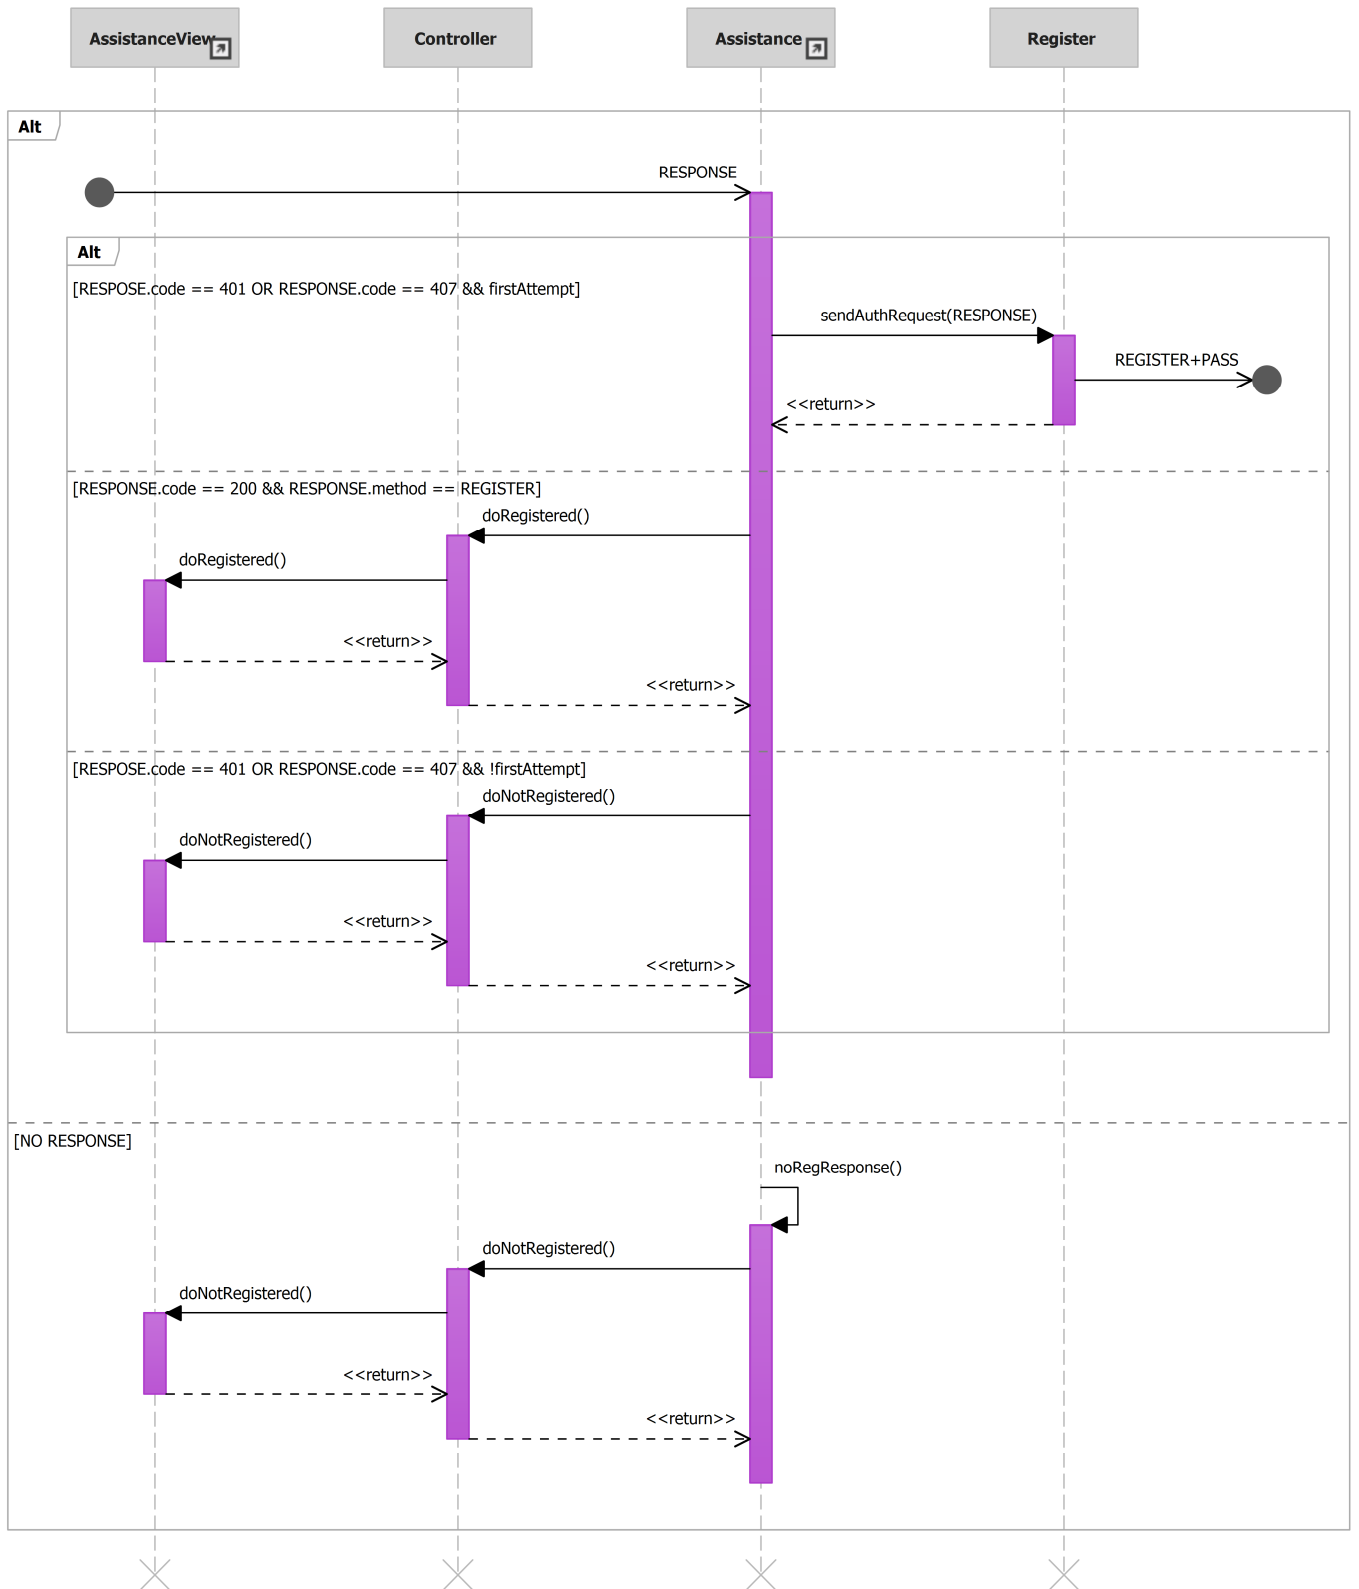 AssistanceView
Controller
Assistance
Register
Alt
RESPONSE
Alt
[RESPOSE.code == 401 OR RESPONSE.code == 407 && firstAttempt]
sendAuthRequest(RESPONSE)
REGISTER+PASS
<<return>>
[RESPONSE.code == 200 && RESPONSE.method == REGISTER]
doRegistered()
doRegistered()
<<return>>
<<return>>
[RESPOSE.code == 401 OR RESPONSE.code == 407 && !firstAttempt]
doNotRegistered()
doNotRegistered()
<<return>>
<<return>>
[NO RESPONSE]
noRegResponse()
doNotRegistered()
doNotRegistered()
<<return>>
<<return>>